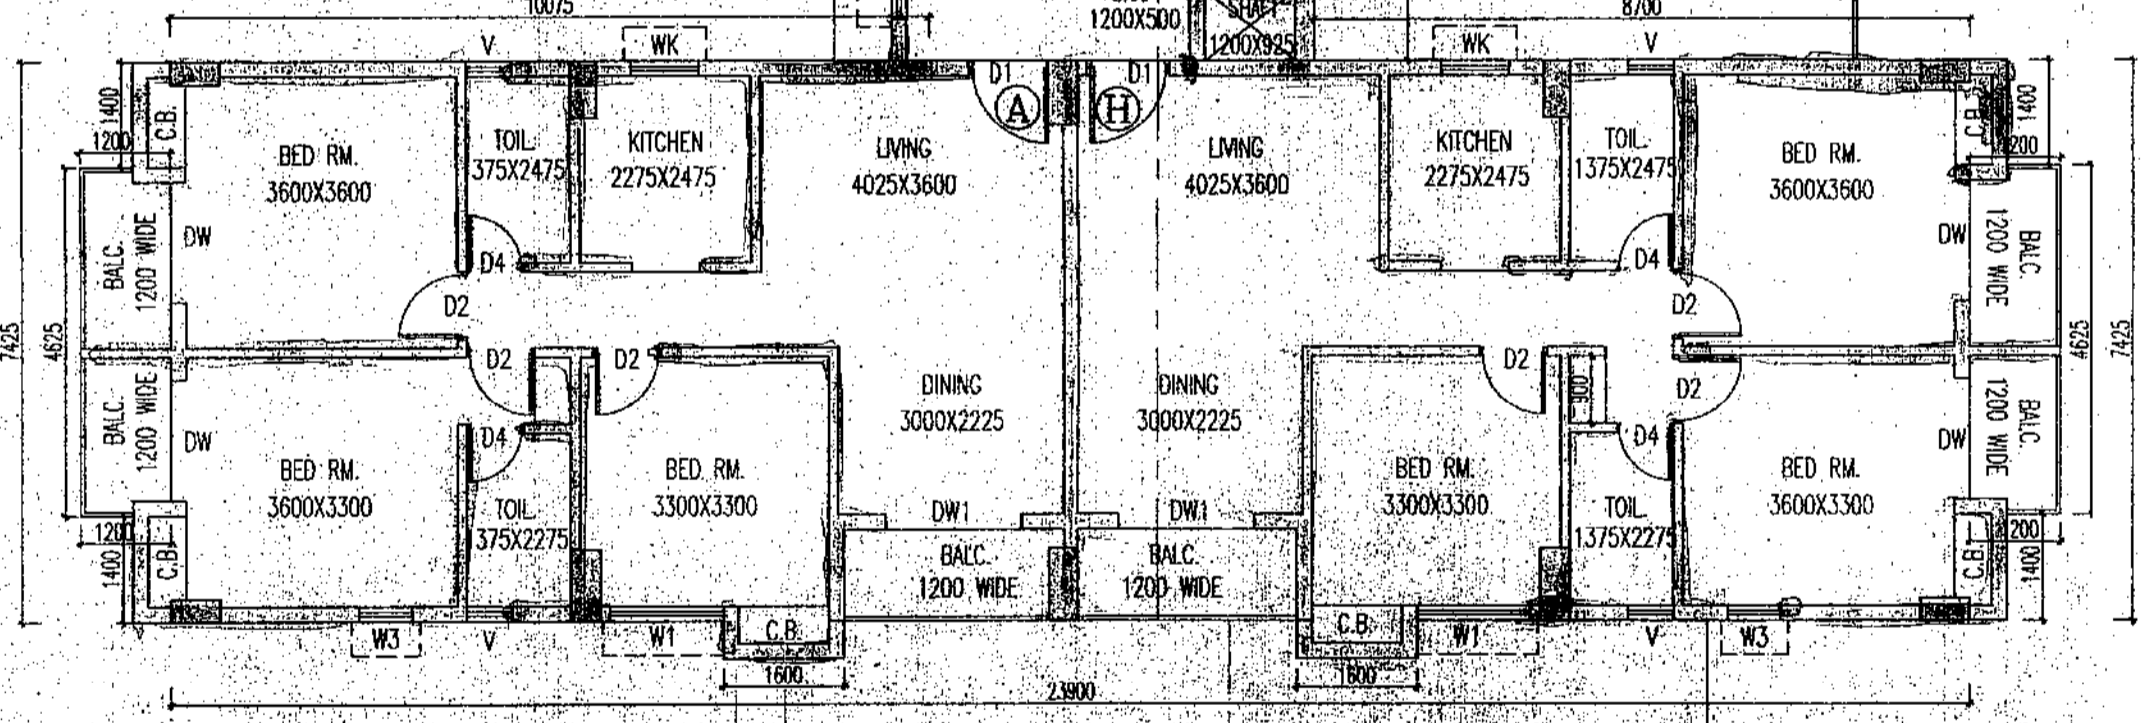 10075
1200X500
SHAFT
1200X925
8700
V
WK
WK
V
D1
D1
A
H
1400
C.B.
1200
BED RM.
3600X3600
TOIL.
375X2475
KITCHEN
2275X2475
LIVING
4025X3600
LIVING
4025X3600
KITCHEN
2275X2475
TOIL.
1375X2475
BED RM.
3600X3600
C.B.
1400
200
BALC.
1200 WIDE
DW
D4
D2
D4
D2
DW
BALC.
1200 WIDE
7425
4625
4625
7425
D2
D2
D2
900
D2
BALC.
1200 WIDE
DW
D4
DINING
3000X2225
DINING
3000X2225
D4
DW
BALC.
1200 WIDE
BED RM.
3600X3300
TOIL.
375X2275
BED. RM.
3300X3300
DW1
DW1
BED RM.
3300X3300
TOIL.
1375X2275
BED RM.
3600X3300
1200
1400
C.B.
BALC.
1200 WIDE
BALC.
1200 WIDE
C.B.
200
1400
W3
V
W1
C.B.
C.B.
W1
V
W3
1600
23900
1600